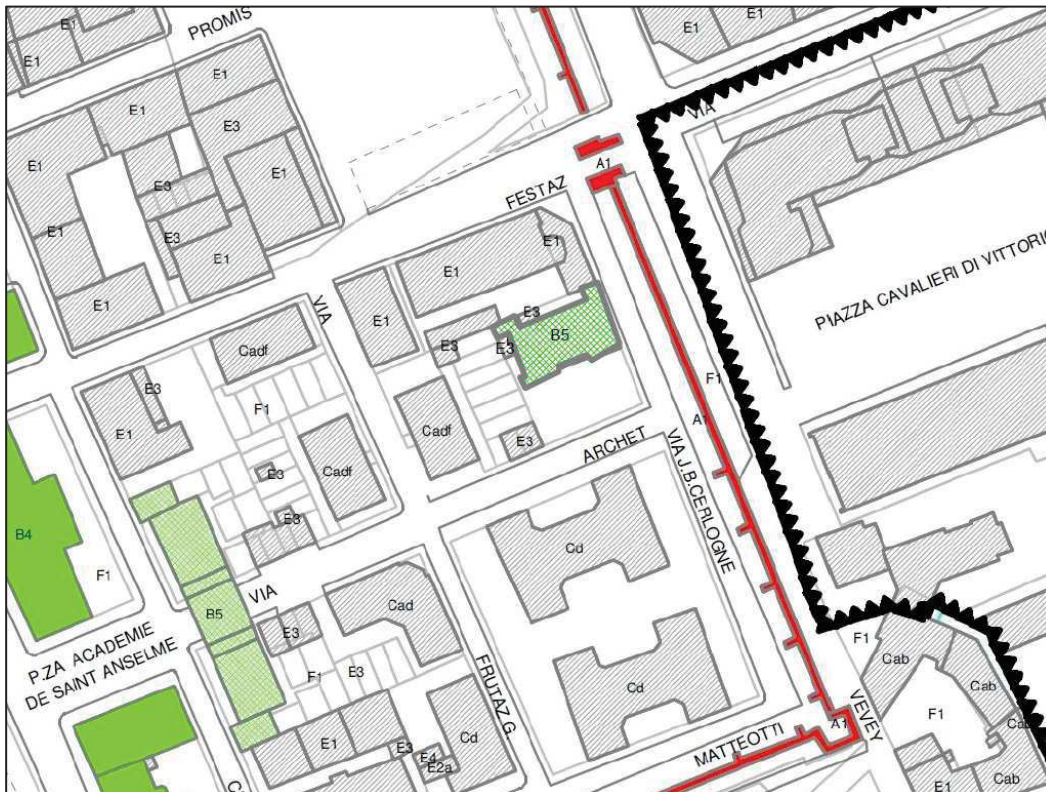 E1
PROMIS
E1
E1
E1
E1
E3
E1
E1
E3
E1
E3
E1
E1
E1
VIA
A1
FESTAZ
E1
E1
VIA
E1
E3
B5
E3
E3
PIAZZA CAVALIERI DI VITTORIO
Cadf
E3
E1
F1
Cadf
F1
A1
E3
ARCHET
VIA J.B.CERLOGNE
Cadf
E3
E3
B4
F1
Cd
VIA
B5
Cad
E3
P.ZA ACADEMIE
DE SAINT ANSELME
F1
E3
FRUTAZ G.
Cd
F1
Cab
Cab
F1
VEVEY
A1
MATTEOTTI
Cd
E1
E3
E4
E2a
E1
Cab